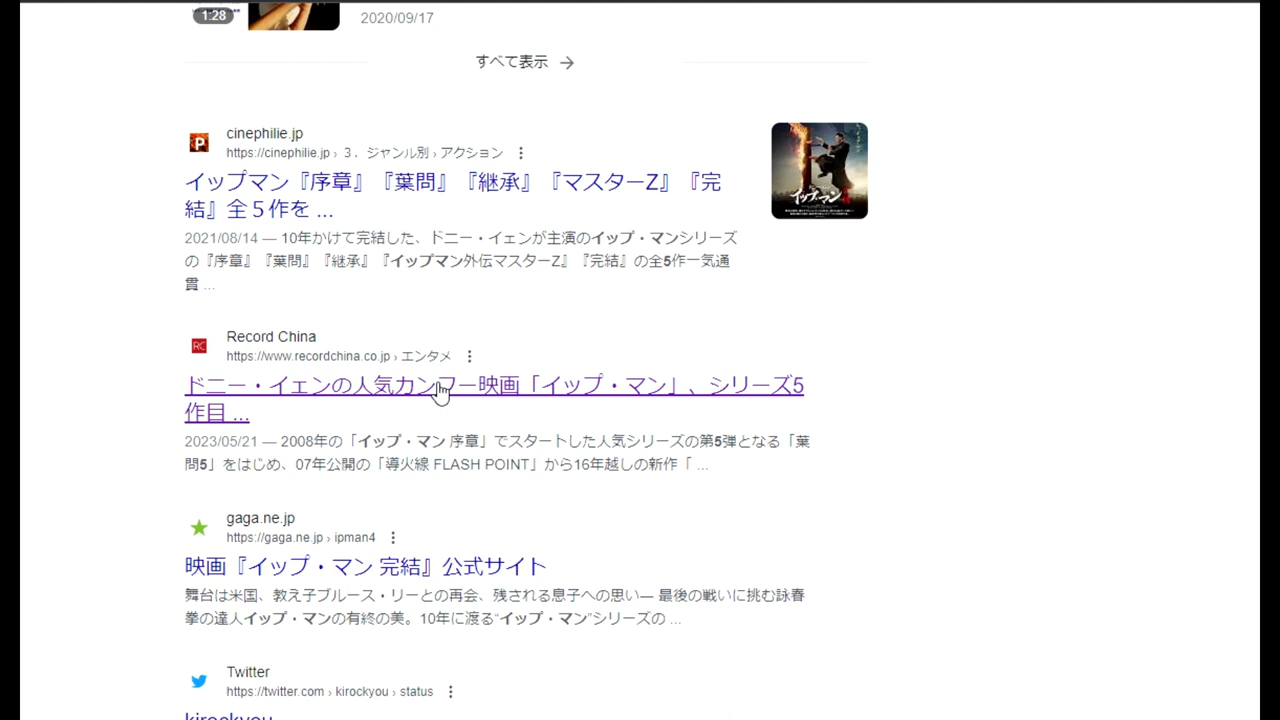 1:28
2020/09/17
すべて表示 →
cinephilie.jp
https://cinephilie.jp › 3．ジャンル別 › アクション
イップマン『序章』『葉問』『継承』『マスターZ』『完
結』全５作を ...
2021/08/14 — 10年かけて完結した、ドニー・イェンが主演のイップ・マンシリーズ
の『序章』『葉問』『継承』『イップマン外伝マスターZ』『完結』の全5作一気通
貫 ...
イップ・マン
Record China
https://www.recordchina.co.jp › エンタメ
ドニー・イェンの人気カンフー映画「イップ・マン」、シリーズ5
作目 ...
2023/05/21 — 2008年の「イップ・マン 序章」でスタートした人気シリーズの第5弾となる「葉
問5」をはじめ、07年公開の「導火線 FLASH POINT」から16年越しの新作「 ...
gaga.ne.jp
https://gaga.ne.jp › ipman4
映画『イップ・マン 完結』公式サイト
舞台は米国、教え子ブルース・リーとの再会、残される息子への思い― 最後の戦いに挑む詠春
拳の達人イップ・マンの有終の美。10年に渡る“イップ・マン”シリーズの ...
Twitter
https://twitter.com › kirockyou › status
kirockyou